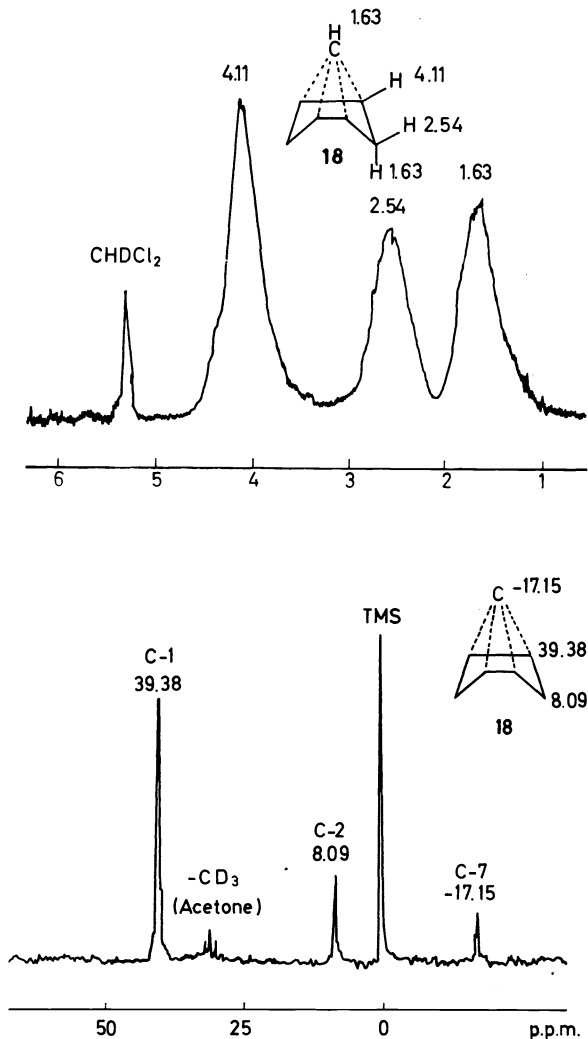 H 1.63
C
4.11
H 4.11
H 2.54
18
H 1.63
1.63
2.54
CHDCl₂
6 5 4 3 2 1
C -17.15
TMS
39.38
C-1
39.38
8.09
18
C-2
8.09
-CD₃
(Acetone)
C-7
-17.15
50 25 0 p.p.m.